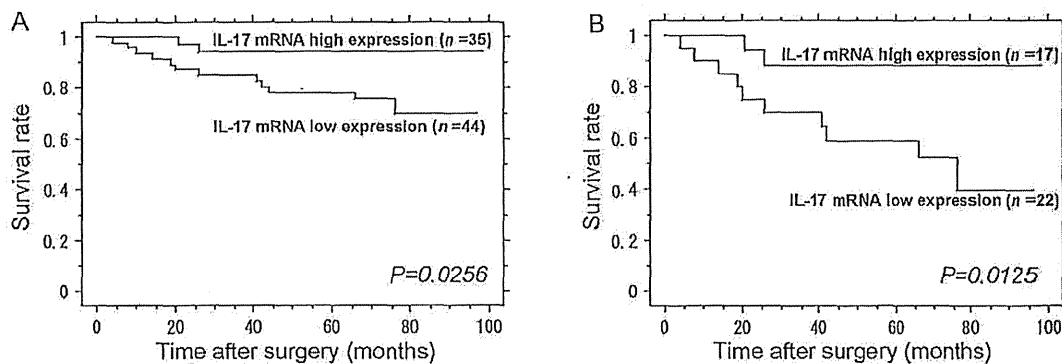 A
1
0.8
0.6
0.4
0.2
0
Survival rate
IL-17 mRNA high expression (n =35)
IL-17 mRNA low expression (n =44)
P=0.0256
0 20 40 60 80 100
Time after surgery (months)
B
1
0.8
0.6
0.4
0.2
0
Survival rate
IL-17 mRNA high expression (n =17)
IL-17 mRNA low expression (n =22)
P=0.0125
0 20 40 60 80 100
Time after surgery (months)